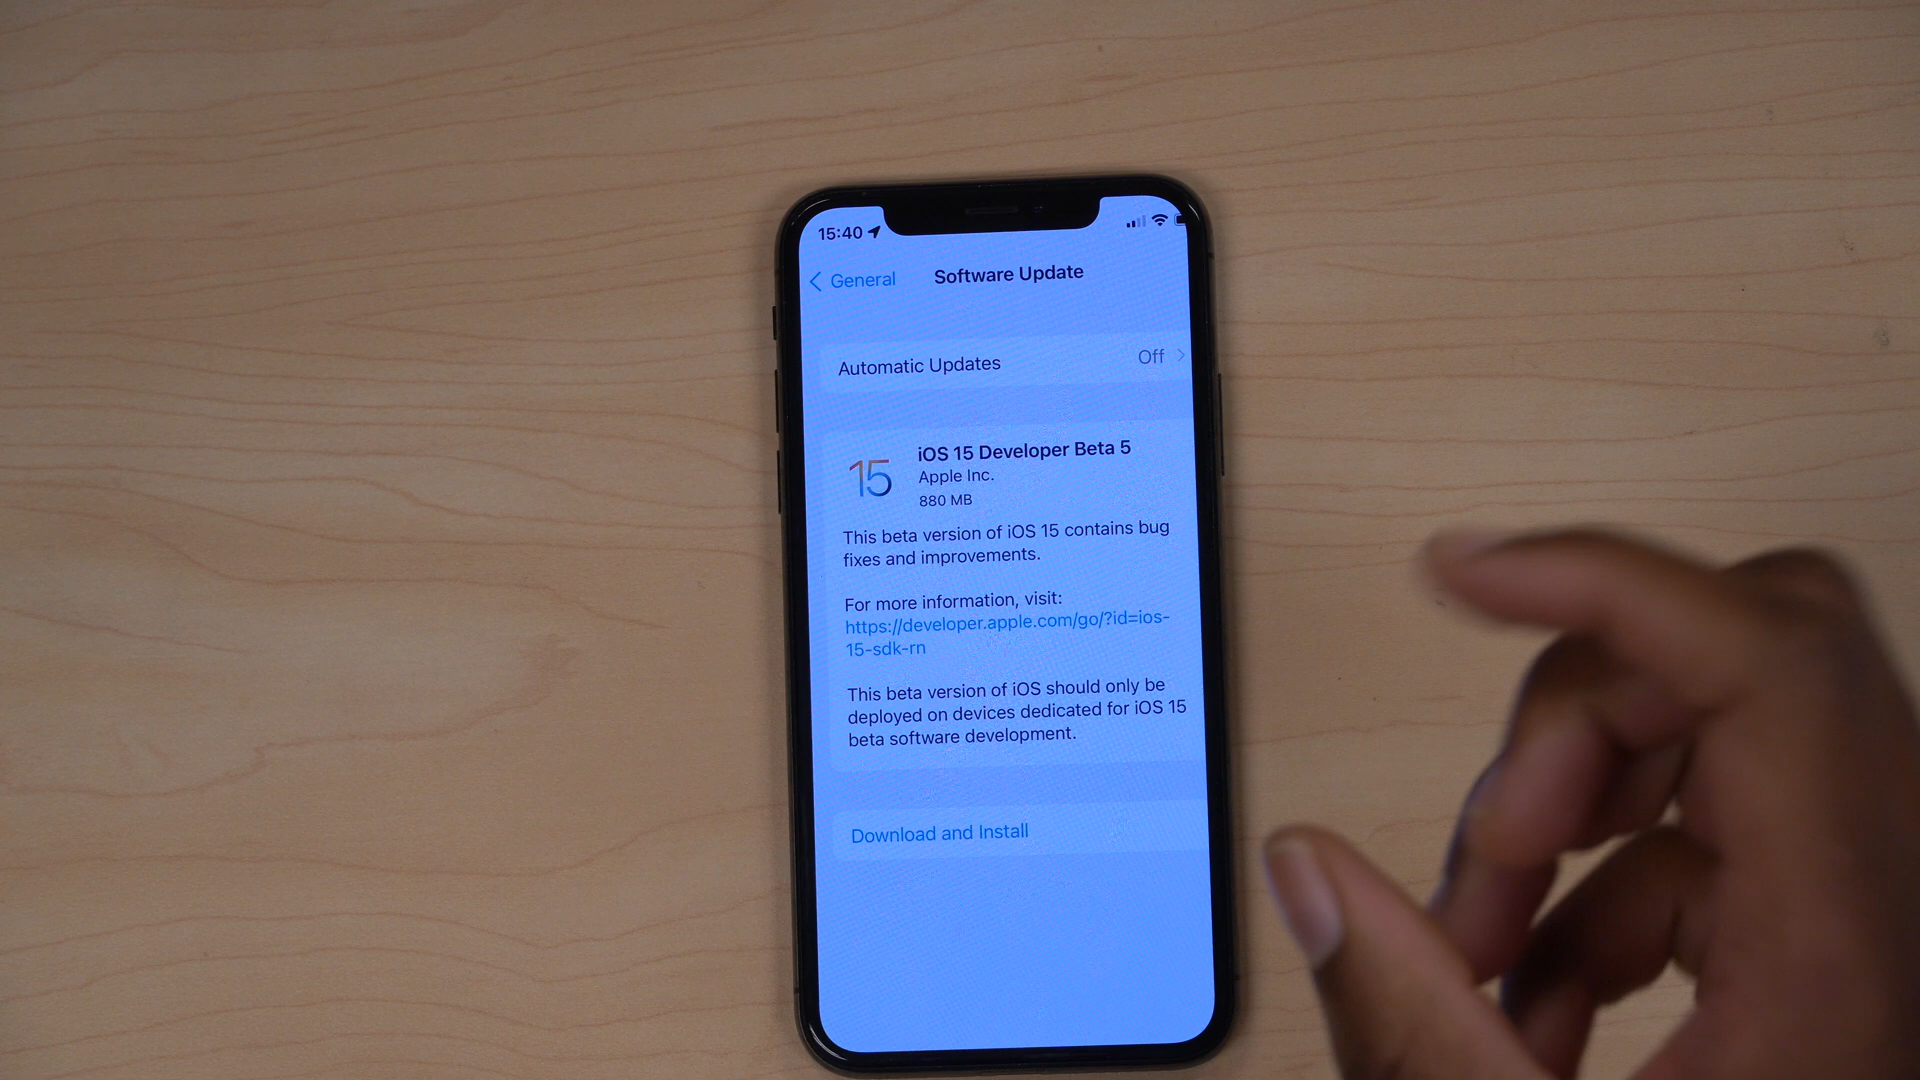 15:40
General Software Update
Automatic Updates Off
15
iOS 15 Developer Beta 5
Apple Inc.
880 MB
This beta version of iOS 15 contains bug
fixes and improvements.
For more information, visit:
https://developer.apple.com/go/?id=ios-
15-sdk-rn
This beta version of iOS should only be
deployed on devices dedicated for iOS 15
beta software development.
Download and Install